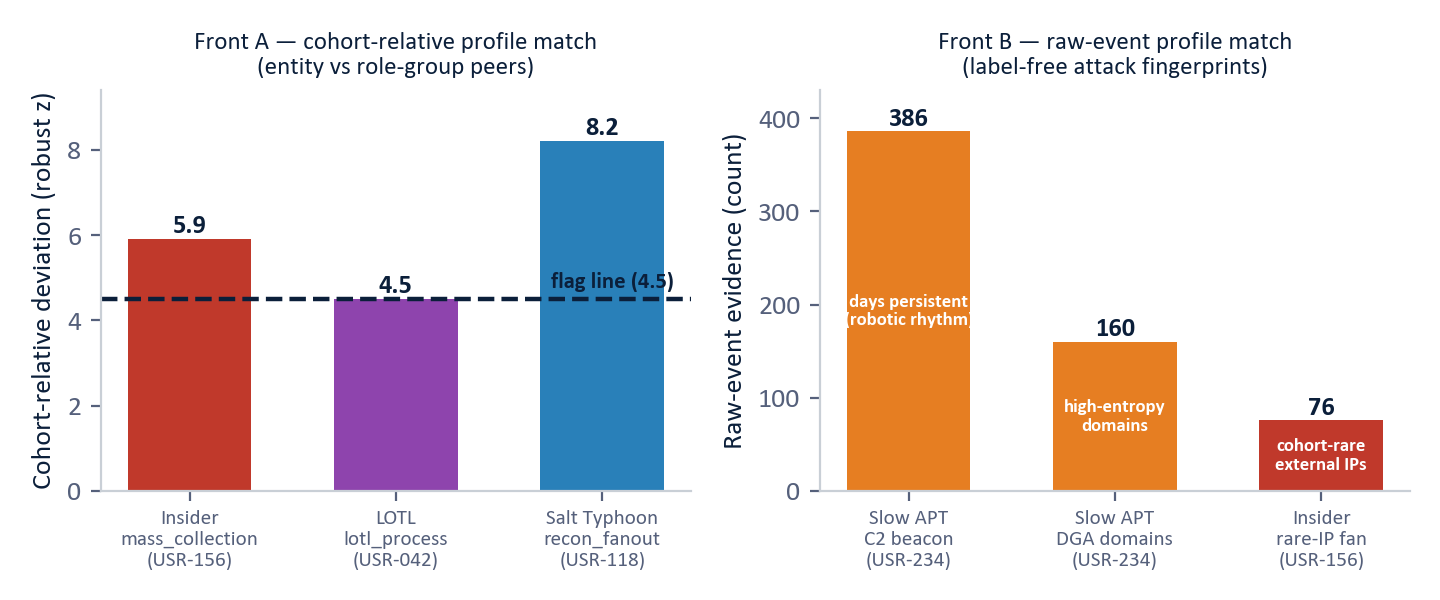 Front A — cohort-relative profile match
(entity vs role-group peers)
Cohort-relative deviation (robust z)
8
6
4
2
0
5.9
4.5
8.2
flag line (4.5)
Insider
mass_collection
(USR-156)
LOTL
lotl_process
(USR-042)
Salt Typhoon
recon_fanout
(USR-118)
Front B — raw-event profile match
(label-free attack fingerprints)
Raw-event evidence (count)
400
300
200
100
0
386
days persistent
(robotic rhythm)
160
high-entropy
domains
76
cohort-rare
external IPs
Slow APT
C2 beacon
(USR-234)
Slow APT
DGA domains
(USR-234)
Insider
rare-IP fan
(USR-156)